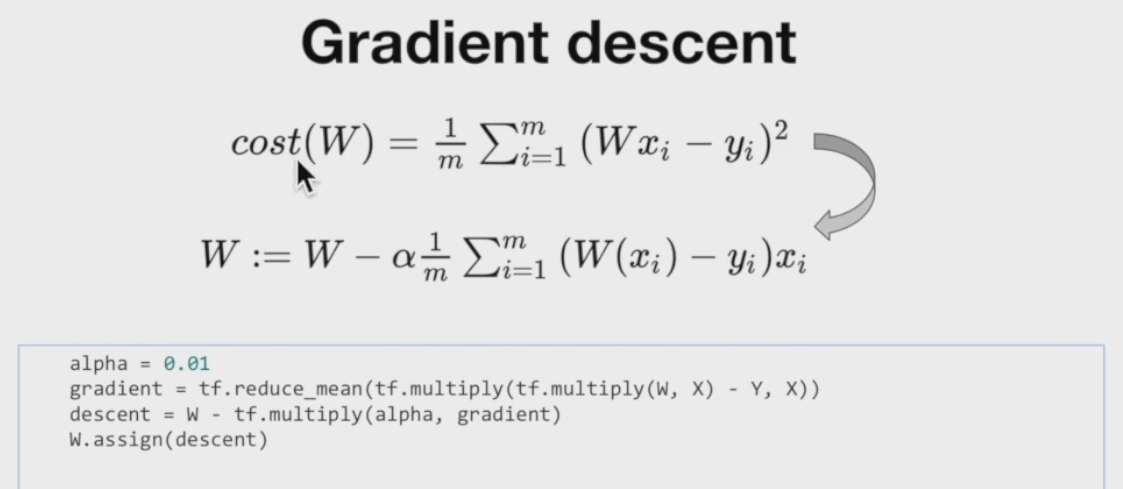 Gradient descent
cost(W) = \frac{1}{m} \sum_{i=1}^{m} (Wx_i - y_i)^2
W := W - α\frac{1}{m} \sum_{i=1}^{m} (W(x_i) - y_i)x_i
alpha = 0.01
gradient = tf.reduce_mean(tf.multiply(tf.multiply(W, X) - Y, X))
descent = W - tf.multiply(alpha, gradient)
W.assign(descent)